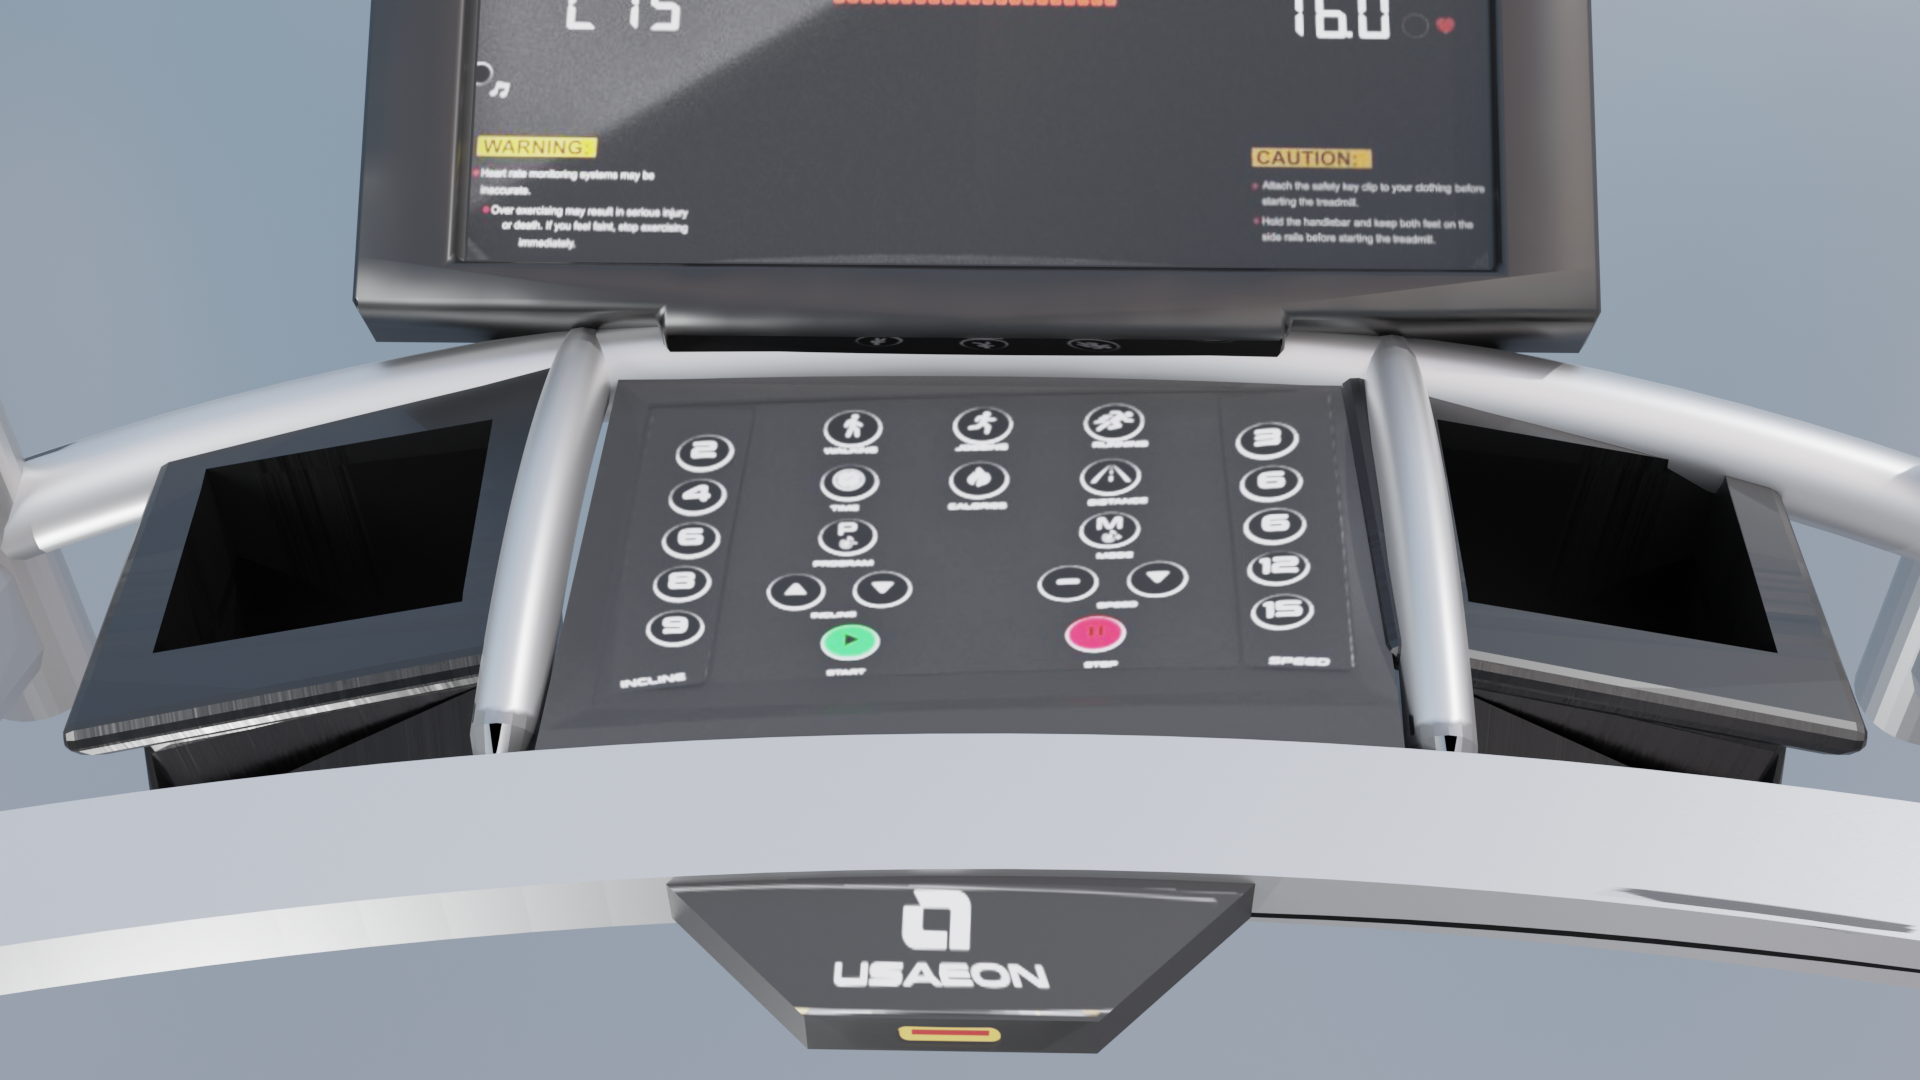 L 15
16.0
WARNING:
Heart rate monitoring systems may be
inaccurate.
Over exercising may result in serious injury
or death. If you feel faint, stop exercising
immediately.
CAUTION:
Attach the safety key clip to your clothing before
starting the treadmill.
Hold the handlebar and keep both feet on the
side rails before starting the treadmill.
2
4
6
8
9
INCLINE
WALKING
JOGGING
RUNNING
TIME
CALORIES
DISTANCE
P
PROGRAM
M
MODE
INCLINE
SPEED
START
STOP
3
6
6
12
15
SPEED
USAEON